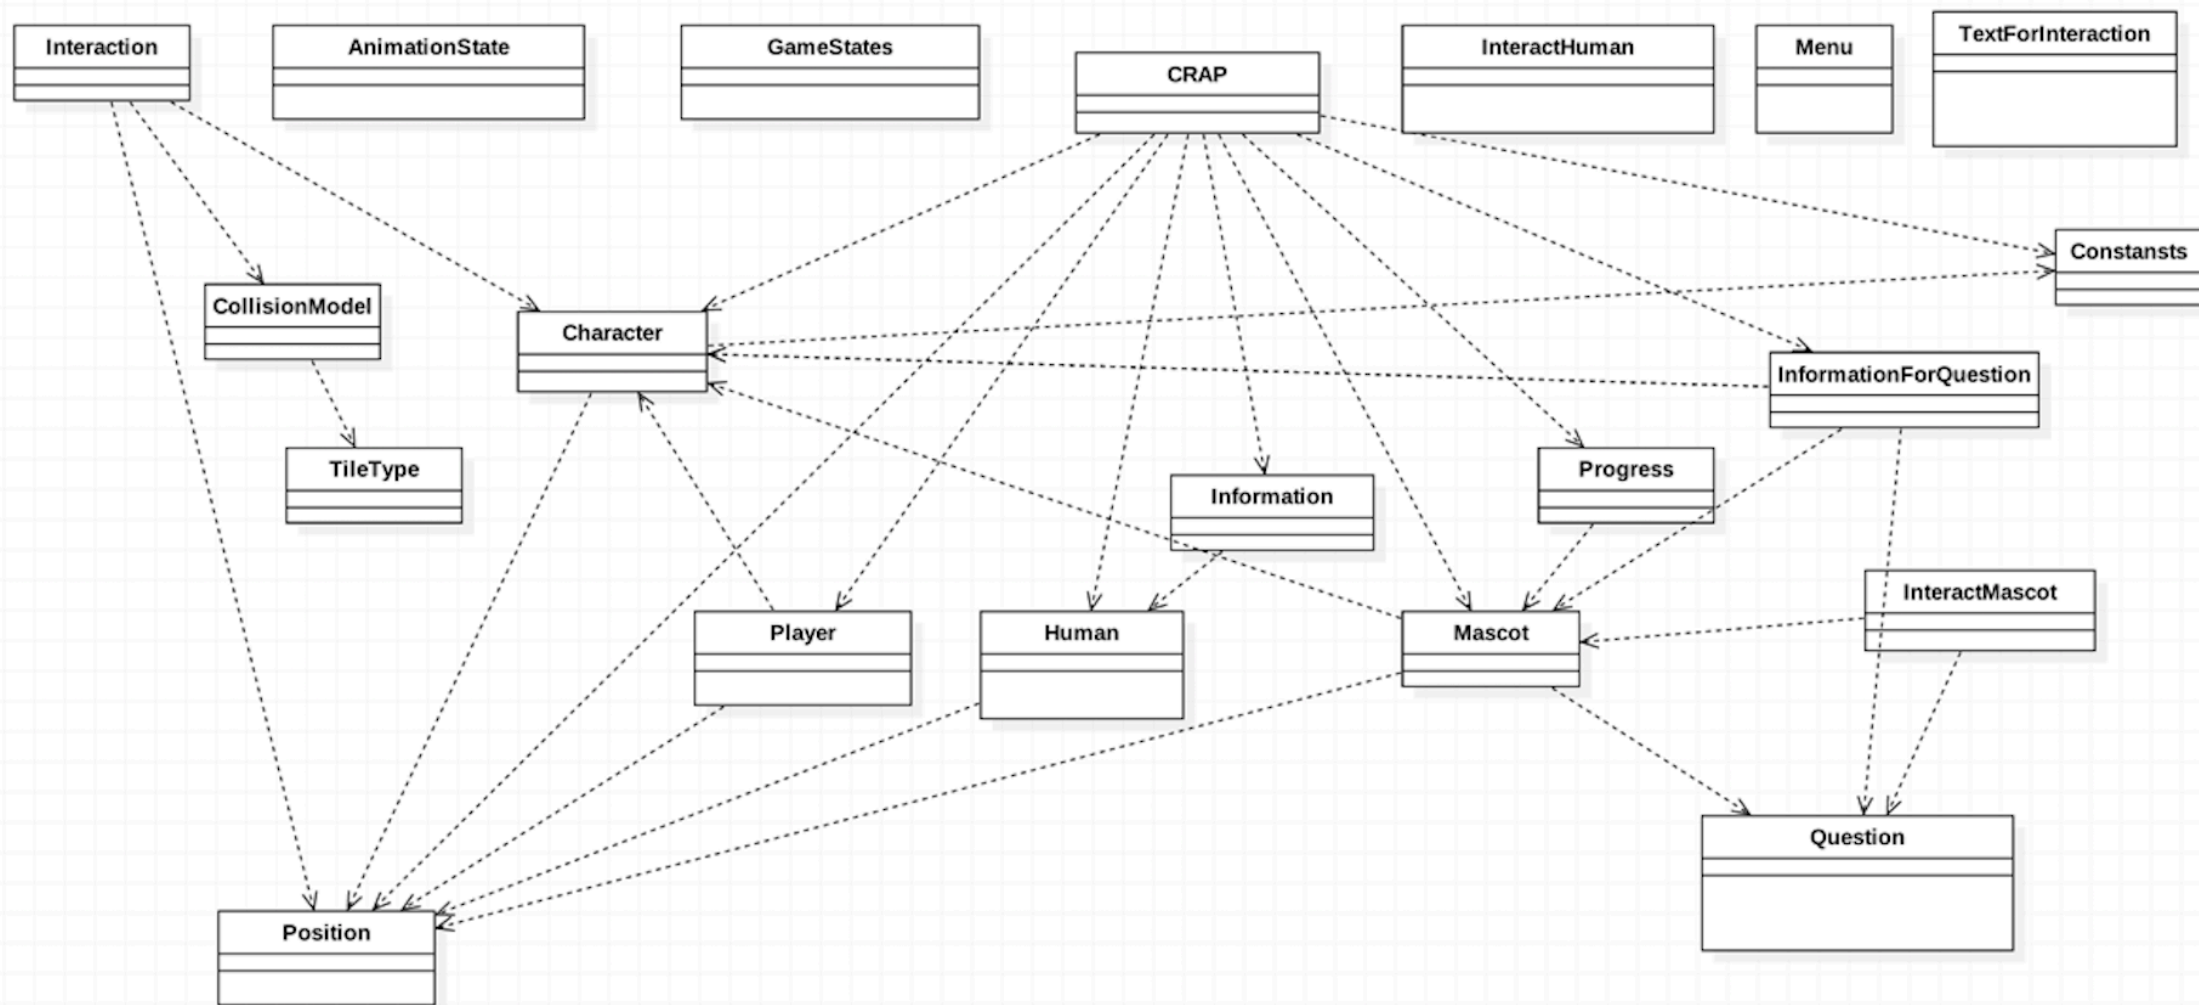 Interaction
AnimationState
GameStates
CRAP
InteractHuman
Menu
TextForInteraction
Constansts
CollisionModel
Character
InformationForQuestion
TileType
Information
Progress
InteractMascot
Player
Human
Mascot
Question
Position